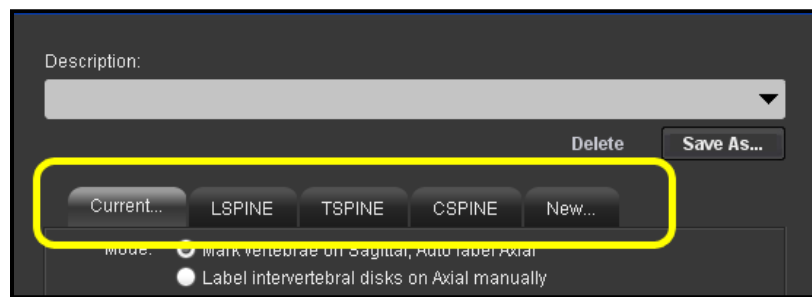 Description:
Delete Save As...
Current... LSPINE TSPINE CSPINE New...
Mode: Mark vertebrae on Sagittal, Auto label Axial
Label intervertebral disks on Axial manually